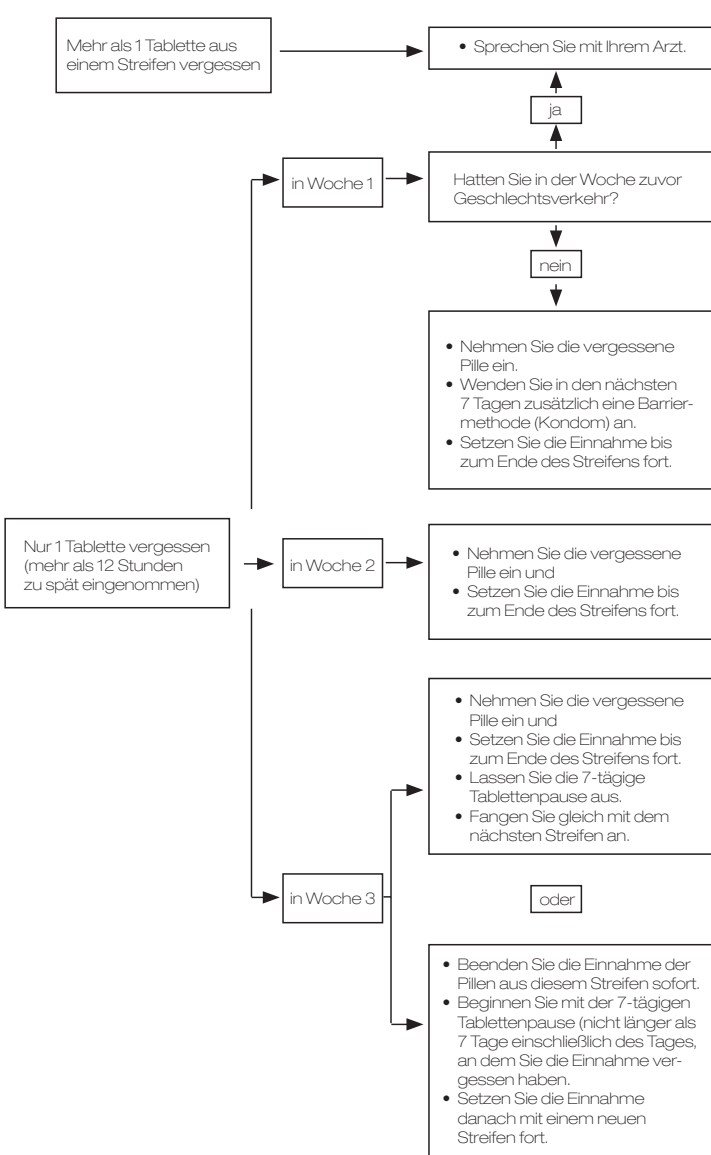 Mehr als 1 Tablette aus
einem Streifen vergessen
• Sprechen Sie mit Ihrem Arzt.
ja
in Woche 1
Hatten Sie in der Woche zuvor
Geschlechtsverkehr?
nein
• Nehmen Sie die vergessene
Pille ein.
• Wenden Sie in den nächsten
7 Tagen zusätzlich eine Barrier-
methode (Kondom) an.
• Setzen Sie die Einnahme bis
zum Ende des Streifens fort.
Nur 1 Tablette vergessen
(mehr als 12 Stunden
zu spät eingenommen)
in Woche 2
• Nehmen Sie die vergessene
Pille ein und
• Setzen Sie die Einnahme bis
zum Ende des Streifens fort.
• Nehmen Sie die vergessene
Pille ein und
• Setzen Sie die Einnahme bis
zum Ende des Streifens fort.
• Lassen Sie die 7-tägige
Tablettenpause aus.
• Fangen Sie gleich mit dem
nächsten Streifen an.
in Woche 3
oder
• Beenden Sie die Einnahme der
Pillen aus diesem Streifen sofort.
• Beginnen Sie mit der 7-tägigen
Tablettenpause (nicht länger als
7 Tage einschließlich des Tages,
an dem Sie die Einnahme ver-
gessen haben.
• Setzen Sie die Einnahme
danach mit einem neuen
Streifen fort.